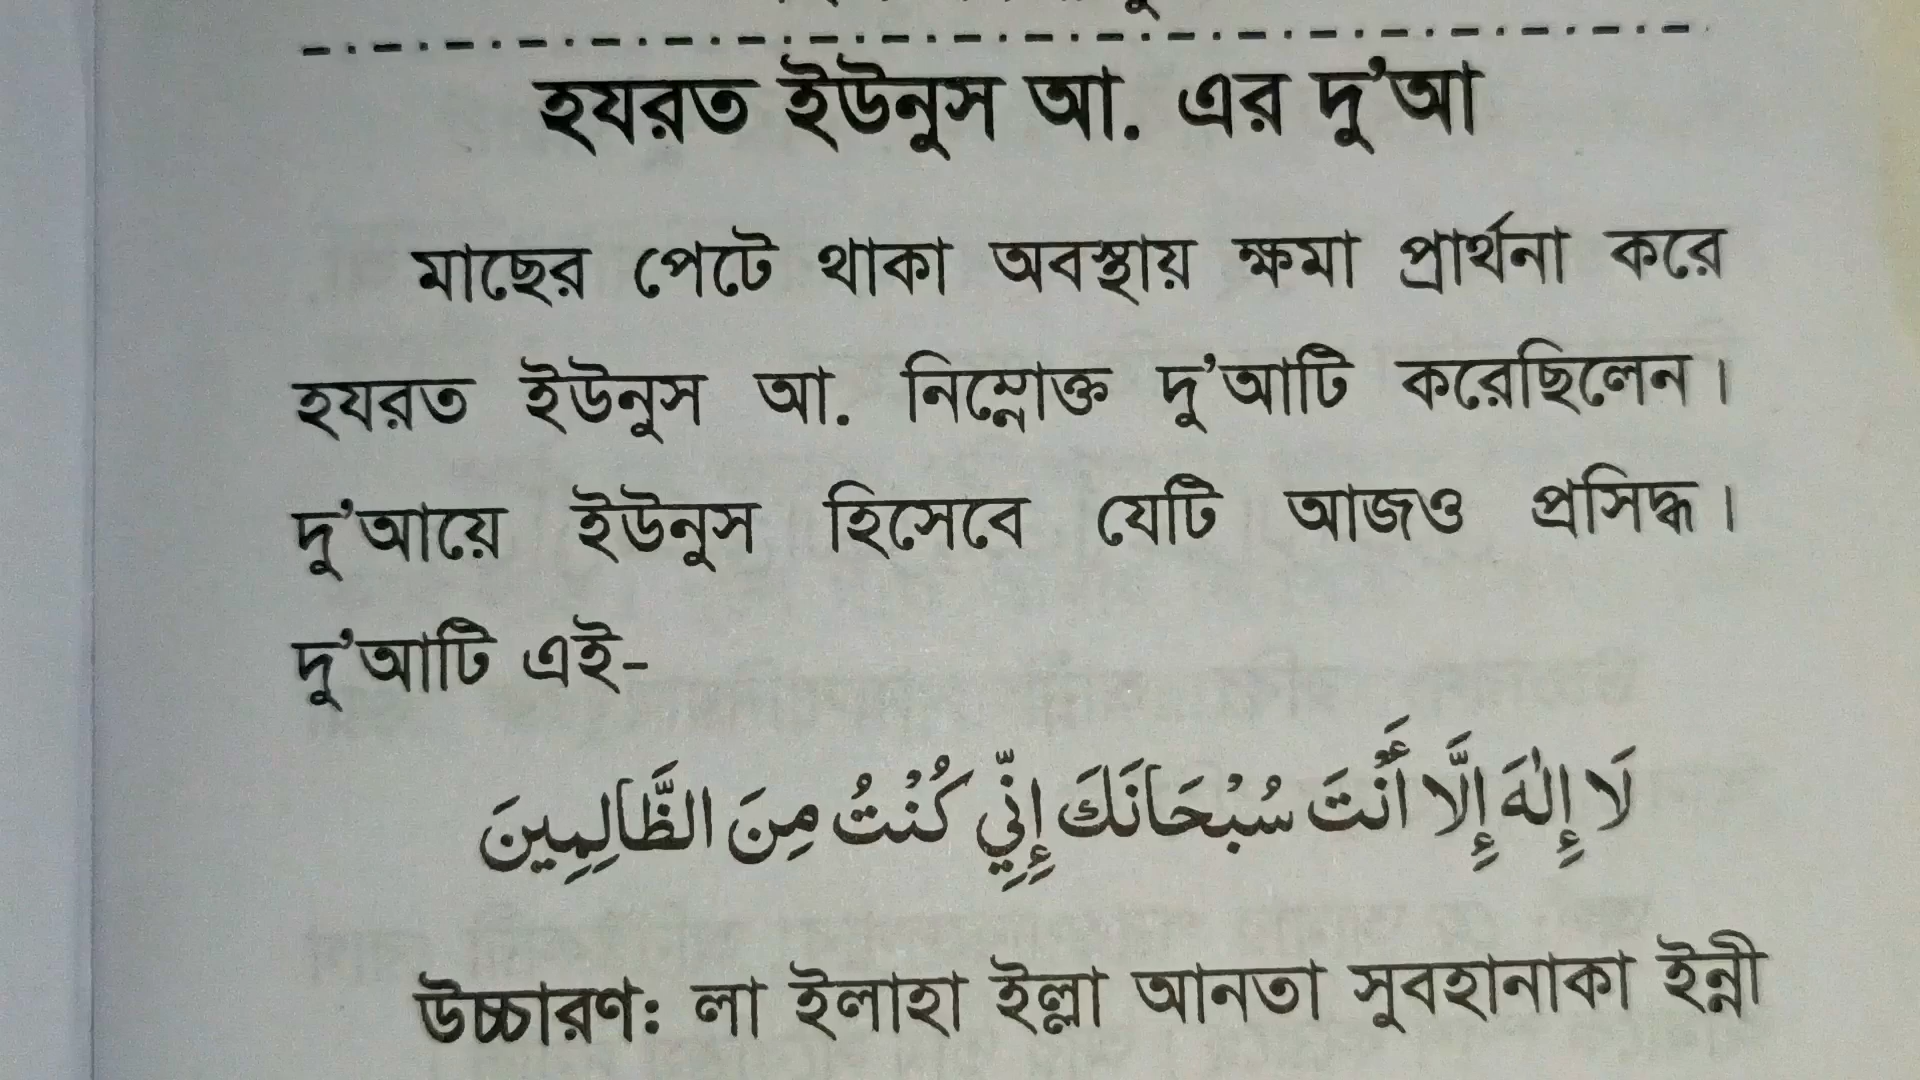 হযরত ইউনুস আ. এর দু'আ
মাছের পেটে থাকা অবস্থায় ক্ষমা প্রার্থনা করে
হযরত ইউনুস আ. নিম্নোক্ত দু'আটি করেছিলেন।
দু'আয়ে ইউনুস হিসেবে যেটি আজও প্রসিদ্ধ।
দু'আটি এই-
لَا إِلٰهَ إِلَّا أَنْتَ سُبْحَانَكَ إِنِّي كُنْتُ مِنَ الظَّالِمِينَ
উচ্চারণ: লা ইলাহা ইল্লা আনতা সুবহানাকা ইন্নী